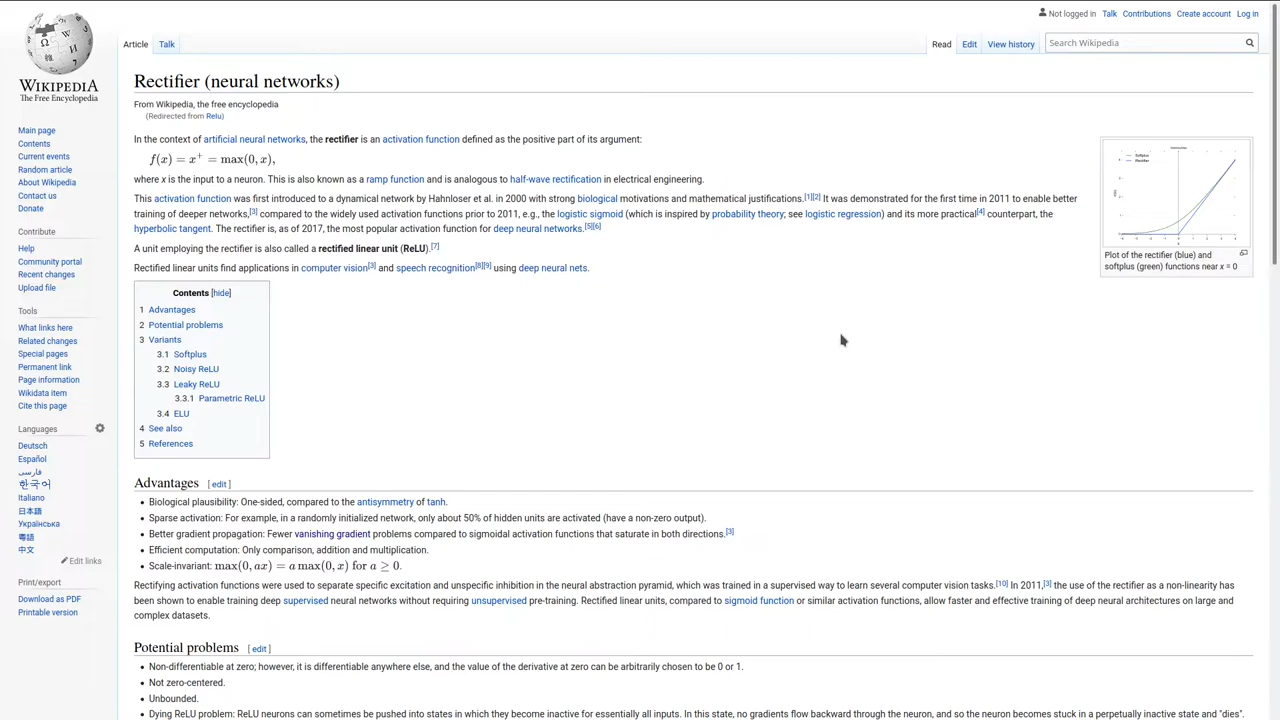 Not logged in Talk Contributions Create account Log in
Article Talk Read Edit View history Search Wikipedia
WIKIPEDIA
The Free Encyclopedia
Main page
Contents
Current events
Random article
About Wikipedia
Contact us
Donate
Contribute
Help
Community portal
Recent changes
Upload file
Tools
What links here
Related changes
Special pages
Permanent link
Page information
Wikidata item
Cite this page
Languages
Deutsch
Español
فارسی
한국어
Italiano
日本語
Українська
粵語
中文
Edit links
Print/export
Download as PDF
Printable version
Rectifier (neural networks)
From Wikipedia, the free encyclopedia
(Redirected from Relu)
In the context of artificial neural networks, the rectifier is an activation function defined as the positive part of its argument:
f(x) = x⁺ = max(0, x),
where x is the input to a neuron. This is also known as a ramp function and is analogous to half-wave rectification in electrical engineering.
This activation function was first introduced to a dynamical network by Hahnloser et al. in 2000 with strong biological motivations and mathematical justifications.[1][2] It was demonstrated for the first time in 2011 to enable better
training of deeper networks,[3] compared to the widely used activation functions prior to 2011, e.g., the logistic sigmoid (which is inspired by probability theory; see logistic regression) and its more practical[4] counterpart, the
hyperbolic tangent. The rectifier is, as of 2017, the most popular activation function for deep neural networks.[5][6]
A unit employing the rectifier is also called a rectified linear unit (ReLU).[7]
Rectified linear units find applications in computer vision[3] and speech recognition[8][9] using deep neural nets.
Softplus
Rectifier
Plot of the rectifier (blue) and
softplus (green) functions near x = 0
Contents [hide]
1 Advantages
2 Potential problems
3 Variants
3.1 Softplus
3.2 Noisy ReLU
3.3 Leaky ReLU
3.3.1 Parametric ReLU
3.4 ELU
4 See also
5 References
Advantages [ edit ]
• Biological plausibility: One-sided, compared to the antisymmetry of tanh.
• Sparse activation: For example, in a randomly initialized network, only about 50% of hidden units are activated (have a non-zero output).
• Better gradient propagation: Fewer vanishing gradient problems compared to sigmoidal activation functions that saturate in both directions.[3]
• Efficient computation: Only comparison, addition and multiplication.
• Scale-invariant: max(0, ax) = a max(0, x) for a ≥ 0.
Rectifying activation functions were used to separate specific excitation and unspecific inhibition in the neural abstraction pyramid, which was trained in a supervised way to learn several computer vision tasks.[10] In 2011,[3] the use of the rectifier as a non-linearity has
been shown to enable training deep supervised neural networks without requiring unsupervised pre-training. Rectified linear units, compared to sigmoid function or similar activation functions, allow faster and effective training of deep neural architectures on large and
complex datasets.
Potential problems [ edit ]
• Non-differentiable at zero; however, it is differentiable anywhere else, and the value of the derivative at zero can be arbitrarily chosen to be 0 or 1.
• Not zero-centered.
• Unbounded.
• Dying ReLU problem: ReLU neurons can sometimes be pushed into states in which they become inactive for essentially all inputs. In this state, no gradients flow backward through the neuron, and so the neuron becomes stuck in a perpetually inactive state and "dies".